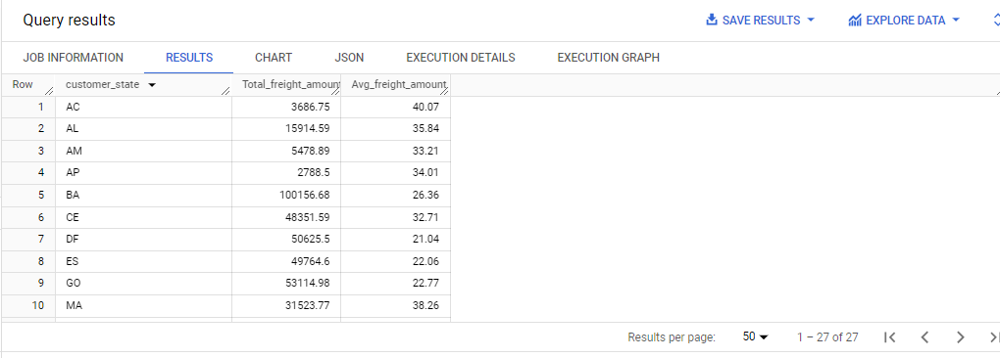 Query results SAVE RESULTS EXPLORE DATA
JOB INFORMATION RESULTS CHART JSON EXECUTION DETAILS EXECUTION GRAPH
Row customer_state Total_freight_amount Avg_freight_amount
1 AC 3686.75 40.07
2 AL 15914.59 35.84
3 AM 5478.89 33.21
4 AP 2788.5 34.01
5 BA 100156.68 26.36
6 CE 48351.59 32.71
7 DF 50625.5 21.04
8 ES 49764.6 22.06
9 GO 53114.98 22.77
10 MA 31523.77 38.26
Results per page: 50 1 – 27 of 27